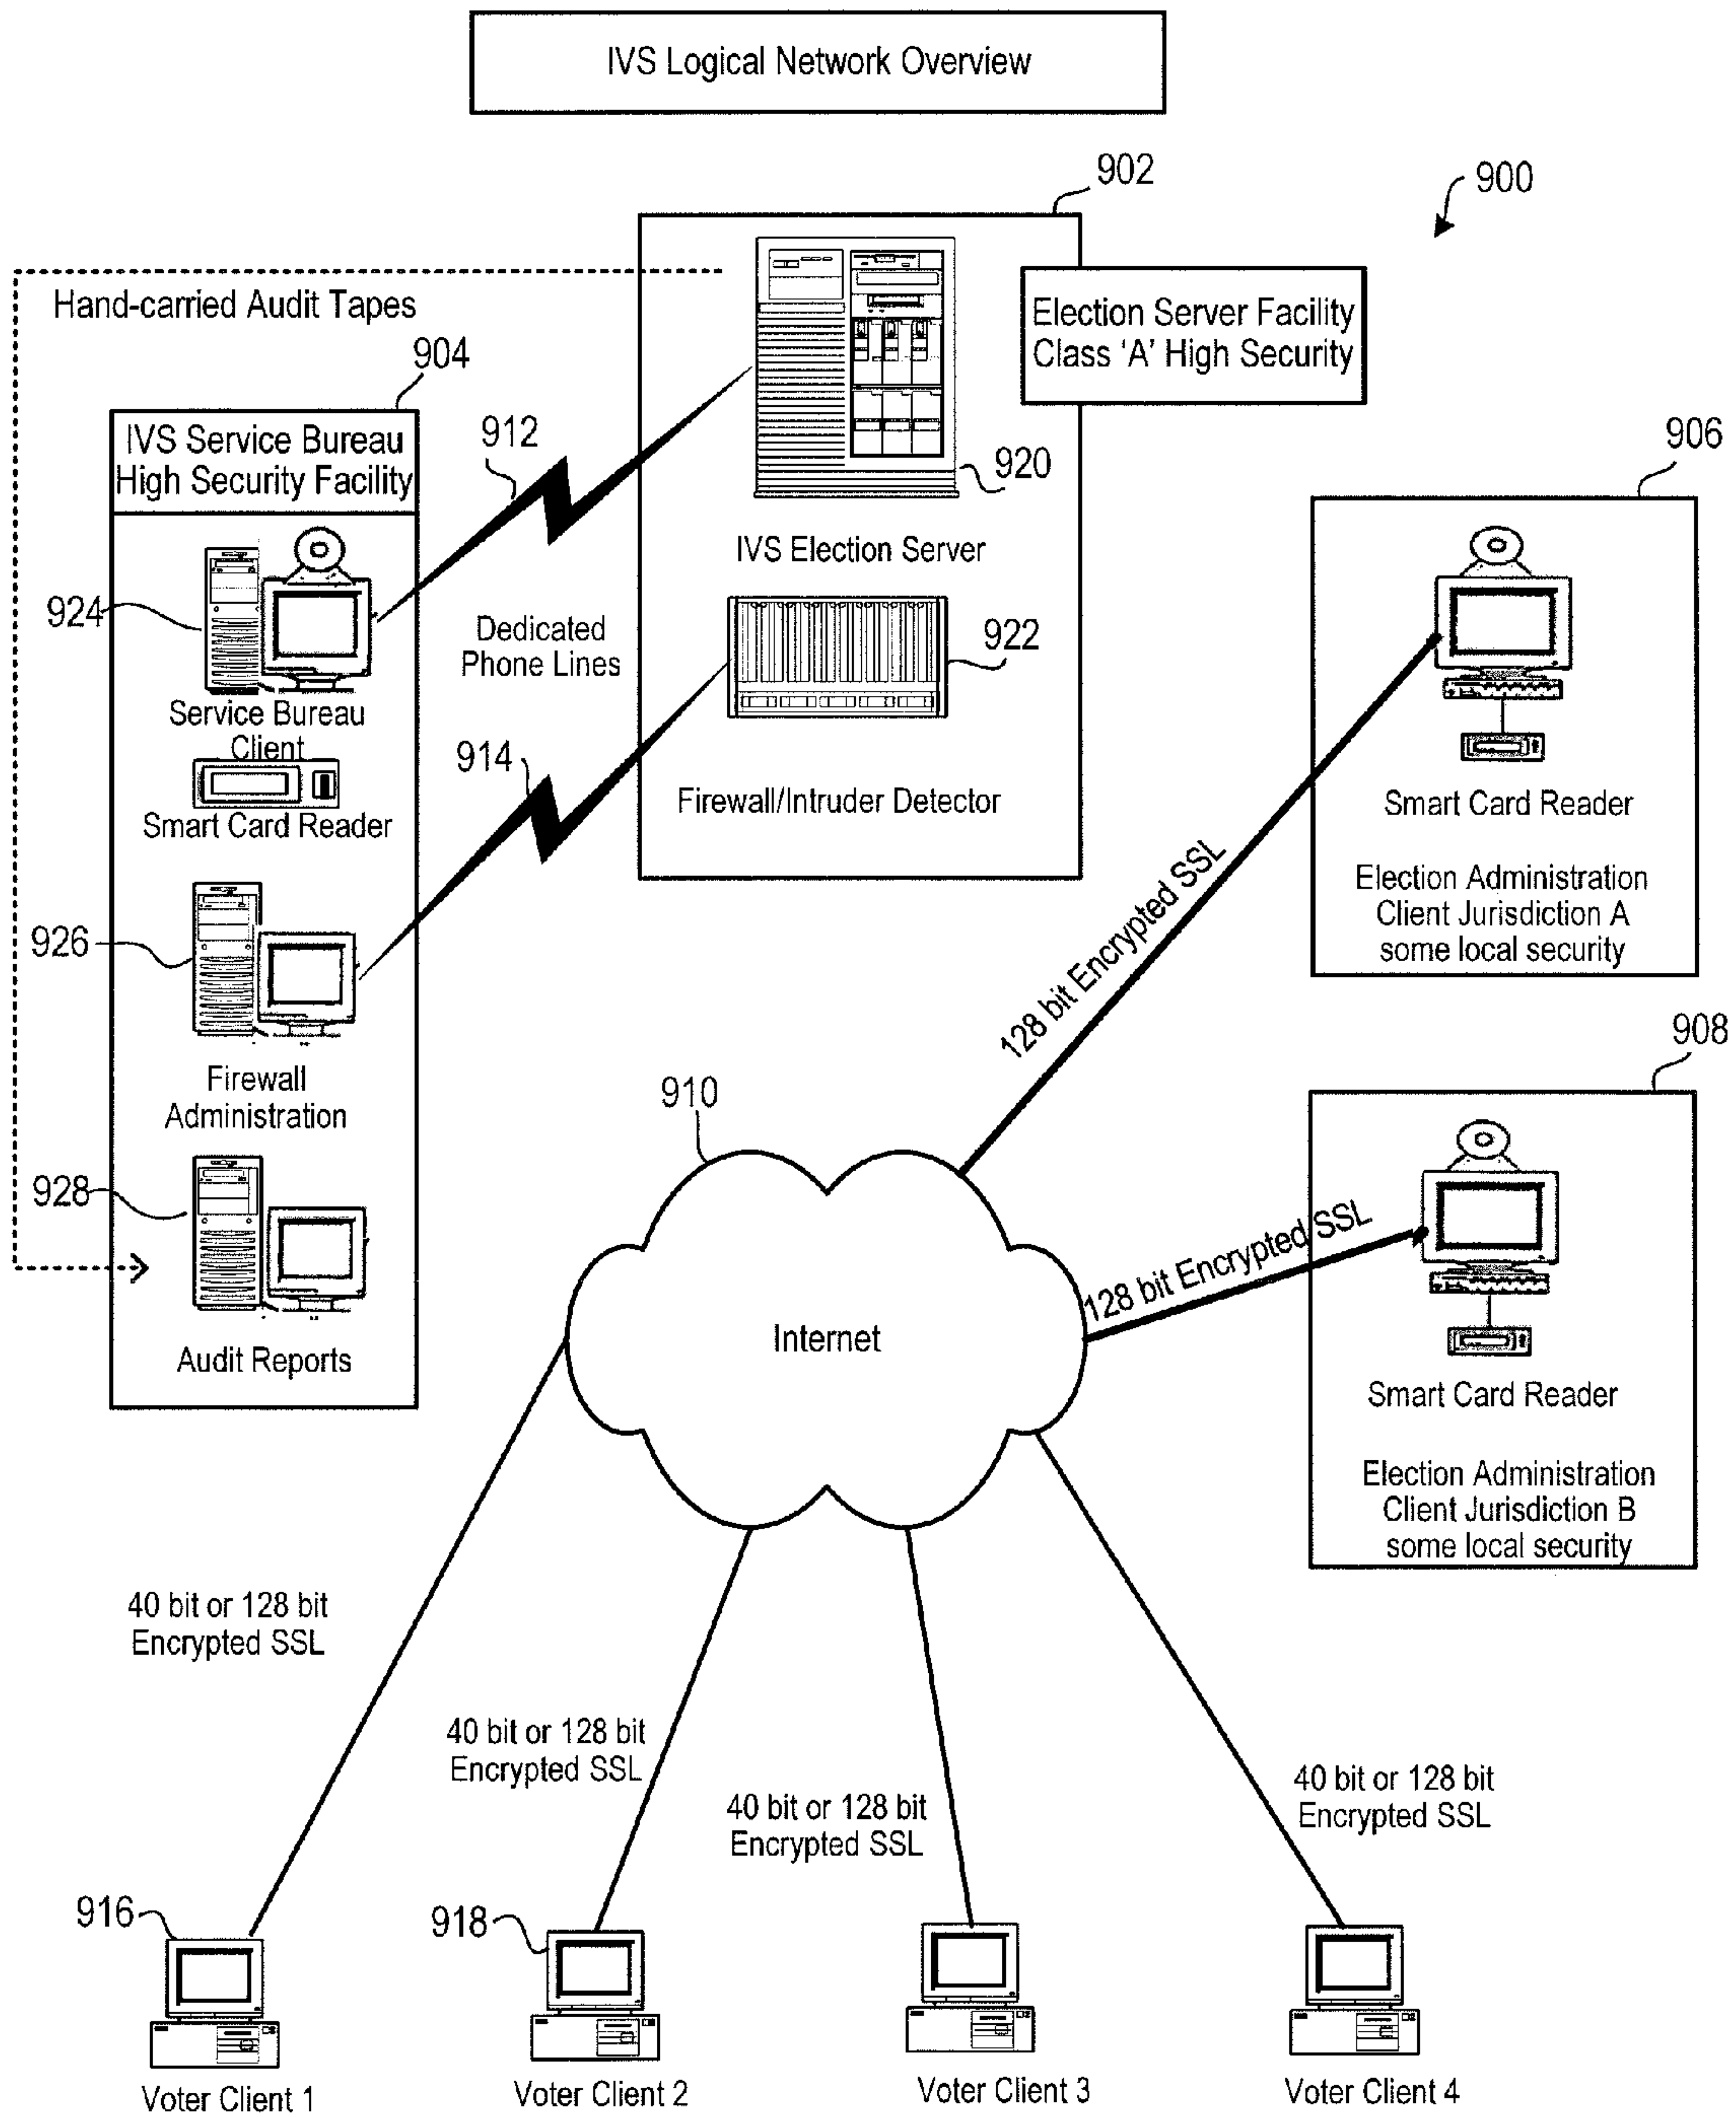 IVS Logical Network Overview
902
900
Hand-carried Audit Tapes
Election Server Facility
Class ‘A’ High Security
904
IVS Service Bureau
High Security Facility
912
920
906
IVS Election Server
924
Dedicated
Phone Lines
922
Service Bureau
Client
914
Smart Card Reader
Firewall/Intruder Detector
Smart Card Reader
Election Administration
Client Jurisdiction A
some local security
926
128 bit Encrypted SSL
Firewall
Administration
910
908
928
128 bit Encrypted SSL
Internet
Audit Reports
Smart Card Reader
Election Administration
Client Jurisdiction B
some local security
40 bit or 128 bit
Encrypted SSL
40 bit or 128 bit
Encrypted SSL
40 bit or 128 bit
Encrypted SSL
40 bit or 128 bit
Encrypted SSL
916
918
Voter Client 1
Voter Client 2
Voter Client 3
Voter Client 4